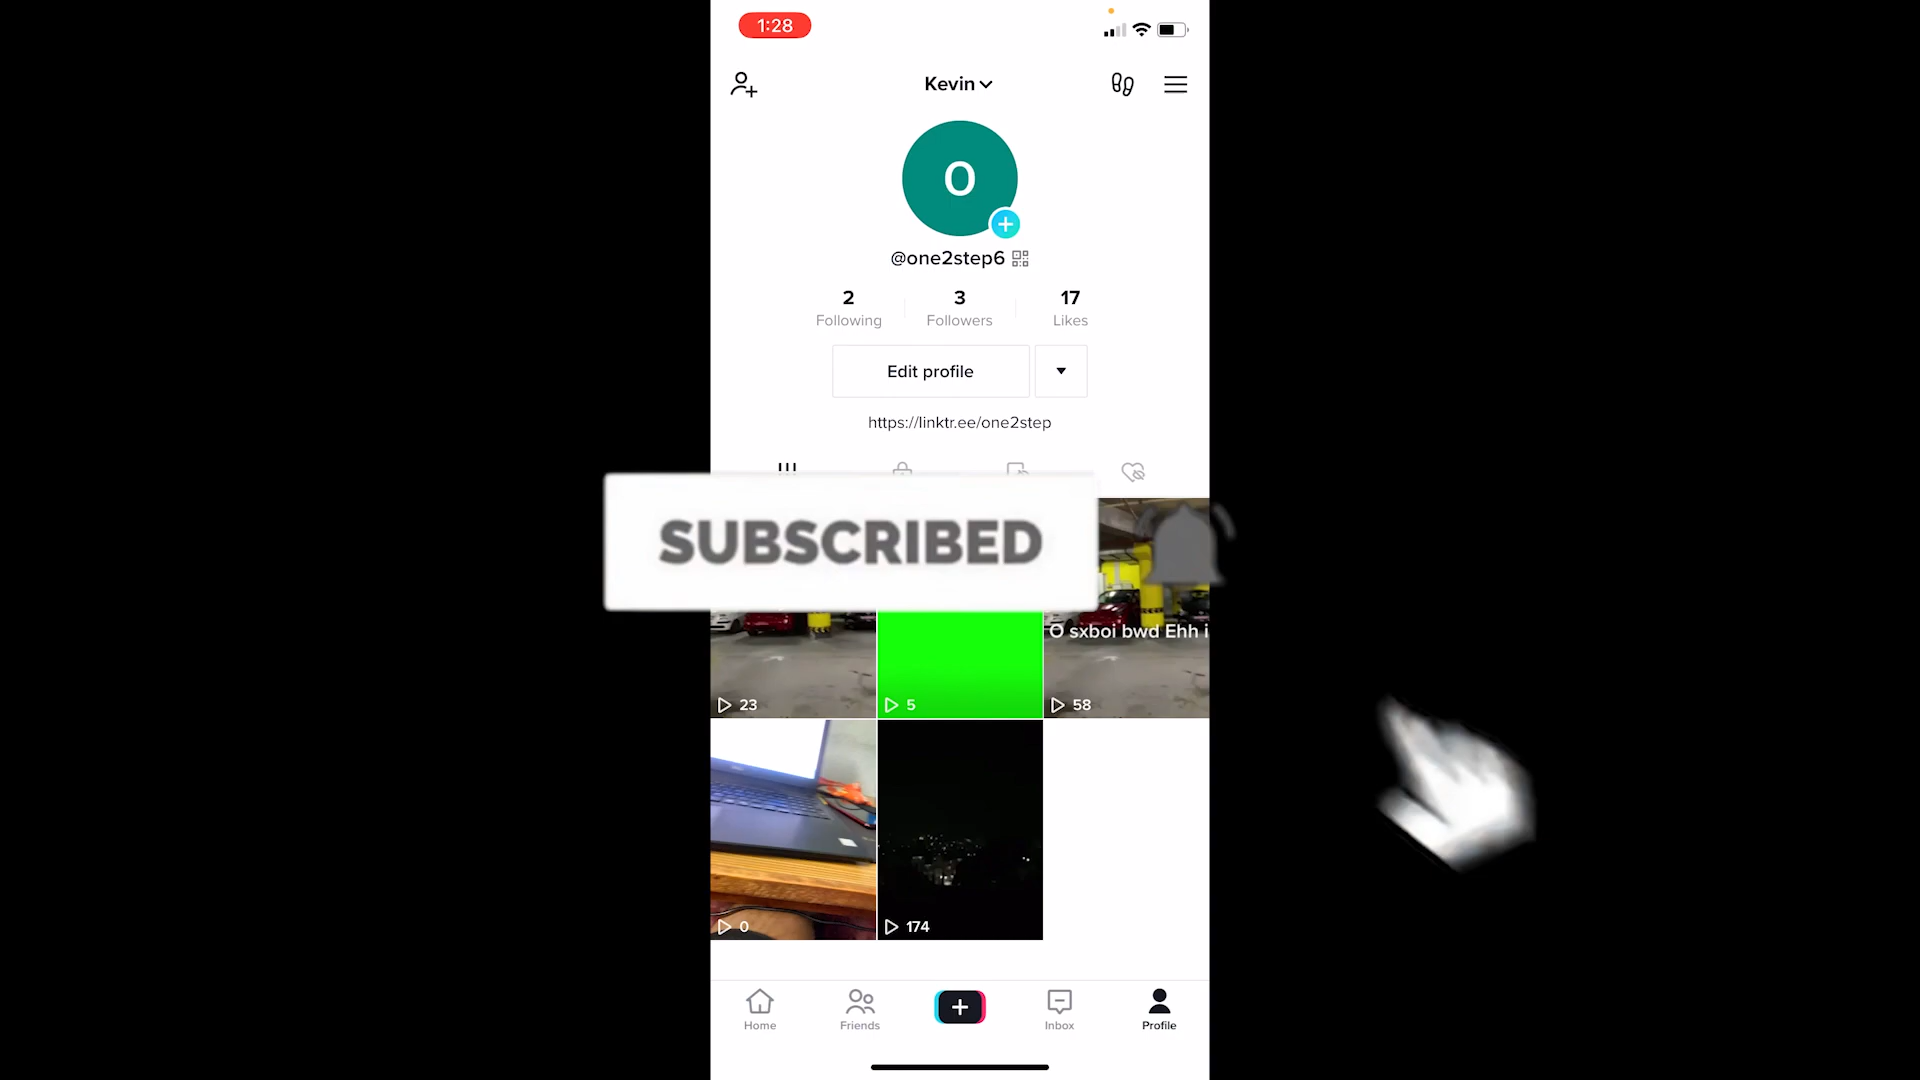 1:28
Kevin
O
@one2step6
2 3 17
Following Followers Likes
Edit profile
https://linktr.ee/one2step
SUBSCRIBED
O sxboi bwd Ehh i
23 5 58
0 174
Home Friends Inbox Profile